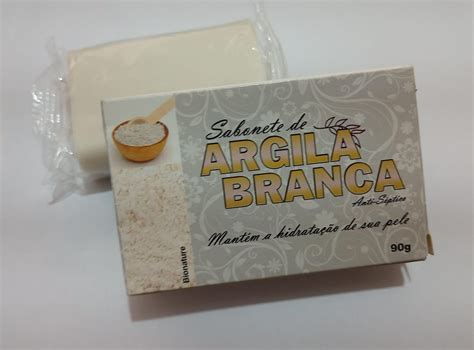 Sabonete de
ARGILA
BRANCA
Anti-Séptico
Mantém a hidratação de sua pele
90g
Bionature